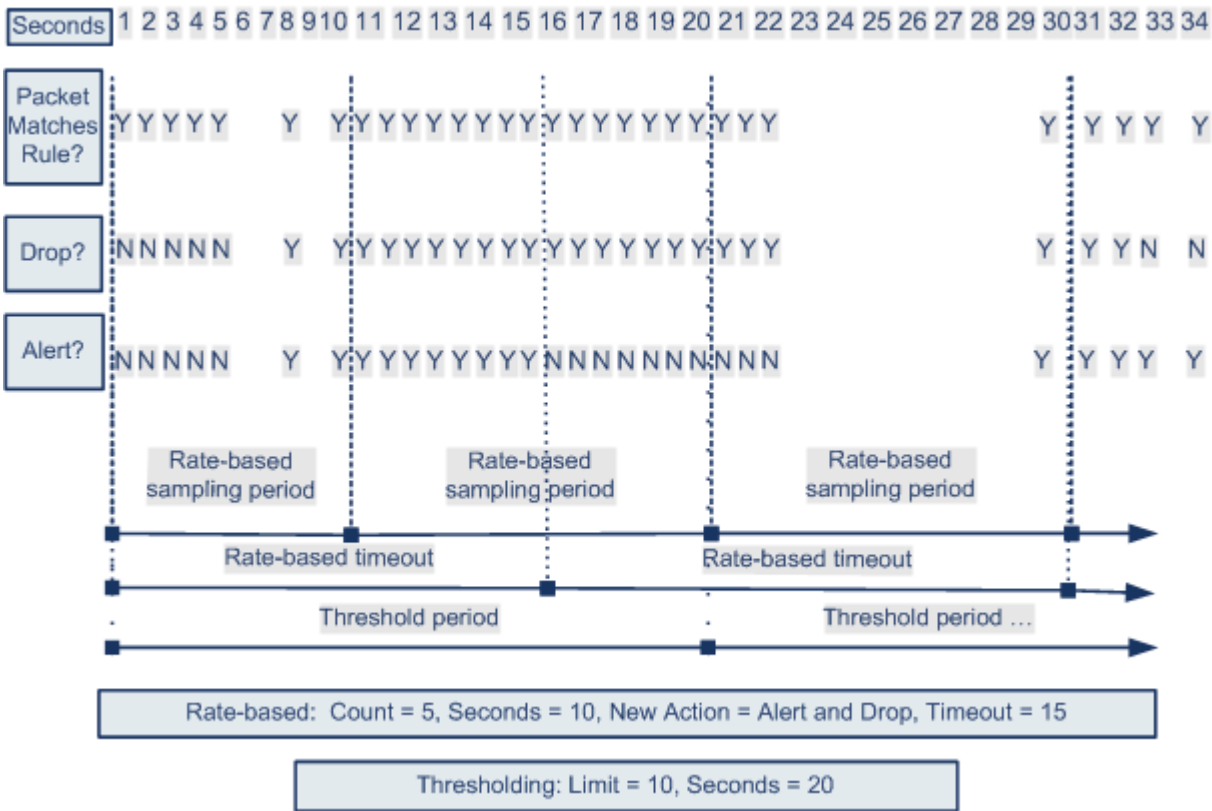 Seconds 1 2 3 4 5 6 7 8 9 10 11 12 13 14 15 16 17 18 19 20 21 22 23 24 25 26 27 28 29 30 31 32 33 34
Packet
Matches
Rule?
Y Y Y Y Y Y Y Y Y Y Y Y Y Y Y Y Y Y Y Y Y Y Y Y Y Y Y Y Y Y
Drop?
N N N N N Y Y Y Y Y Y Y Y Y Y Y Y Y Y Y Y Y Y Y Y Y Y Y N N
Alert?
N N N N N Y Y Y Y Y Y Y Y Y Y N N N N N N N N N N Y Y Y Y Y
Rate-based
sampling period
Rate-based
sampling period
Rate-based
sampling period
Rate-based timeout
Rate-based timeout
Threshold period
Threshold period ...
Rate-based: Count = 5, Seconds = 10, New Action = Alert and Drop, Timeout = 15
Thresholding: Limit = 10, Seconds = 20